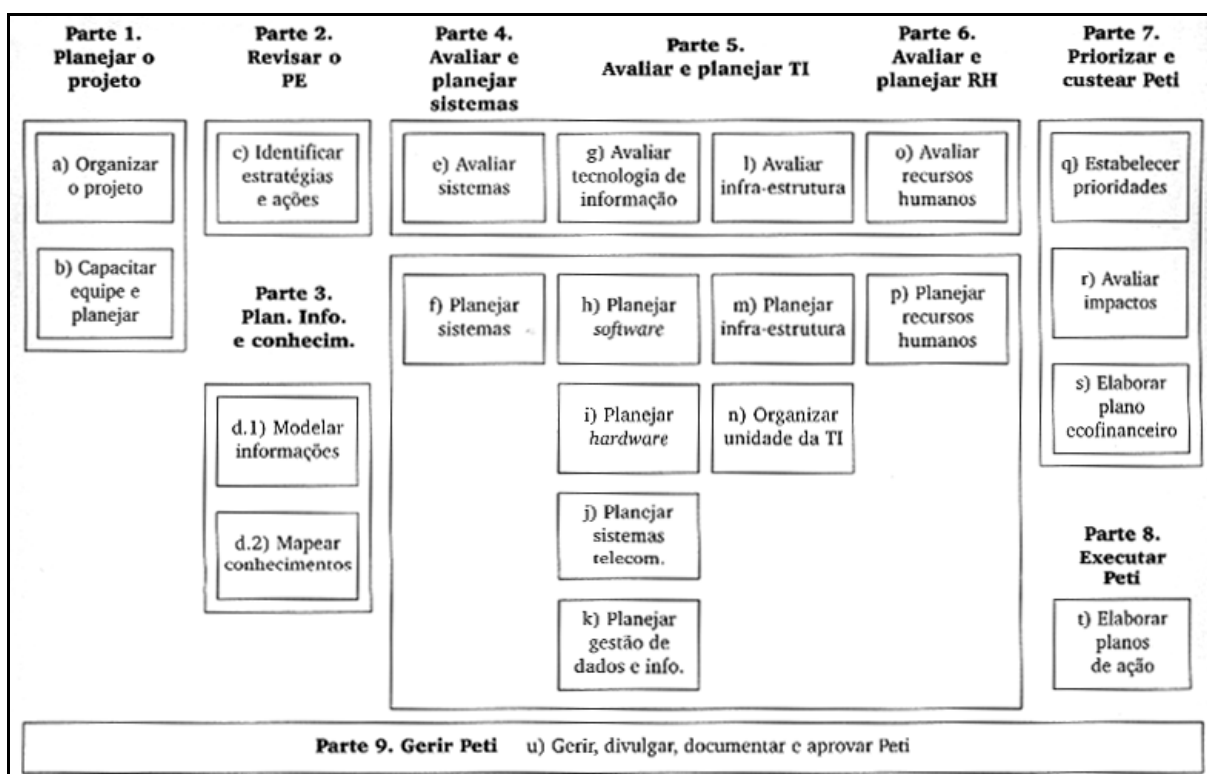 Parte 1.
Planejar o
projeto
a) Organizar
o projeto
b) Capacitar
equipe e
planejar
Parte 2.
Revisar o
PE
c) Identificar
estratégias
e ações
Parte 3.
Plan. Info.
e conhecim.
d.1) Modelar
informações
d.2) Mapear
conhecimentos
Parte 4.
Avaliar e
planejar
sistemas
e) Avaliar
sistemas
f) Planejar
sistemas
Parte 5.
Avaliar e planejar TI
g) Avaliar
tecnologia de
informação
h) Planejar
software
i) Planejar
hardware
j) Planejar
sistemas
telecom.
k) Planejar
gestão de
dados e info.
l) Avaliar
infra-estrutura
m) Planejar
infra-estrutura
n) Organizar
unidade da TI
Parte 6.
Avaliar e
planejar RH
o) Avaliar
recursos
humanos
p) Planejar
recursos
humanos
Parte 7.
Priorizar e
custear Peti
q) Estabelecer
prioridades
r) Avaliar
impactos
s) Elaborar
plano
ecofinanceiro
Parte 8.
Executar
Peti
t) Elaborar
planos
de ação
Parte 9. Gerir Peti u) Gerir, divulgar, documentar e aprovar Peti